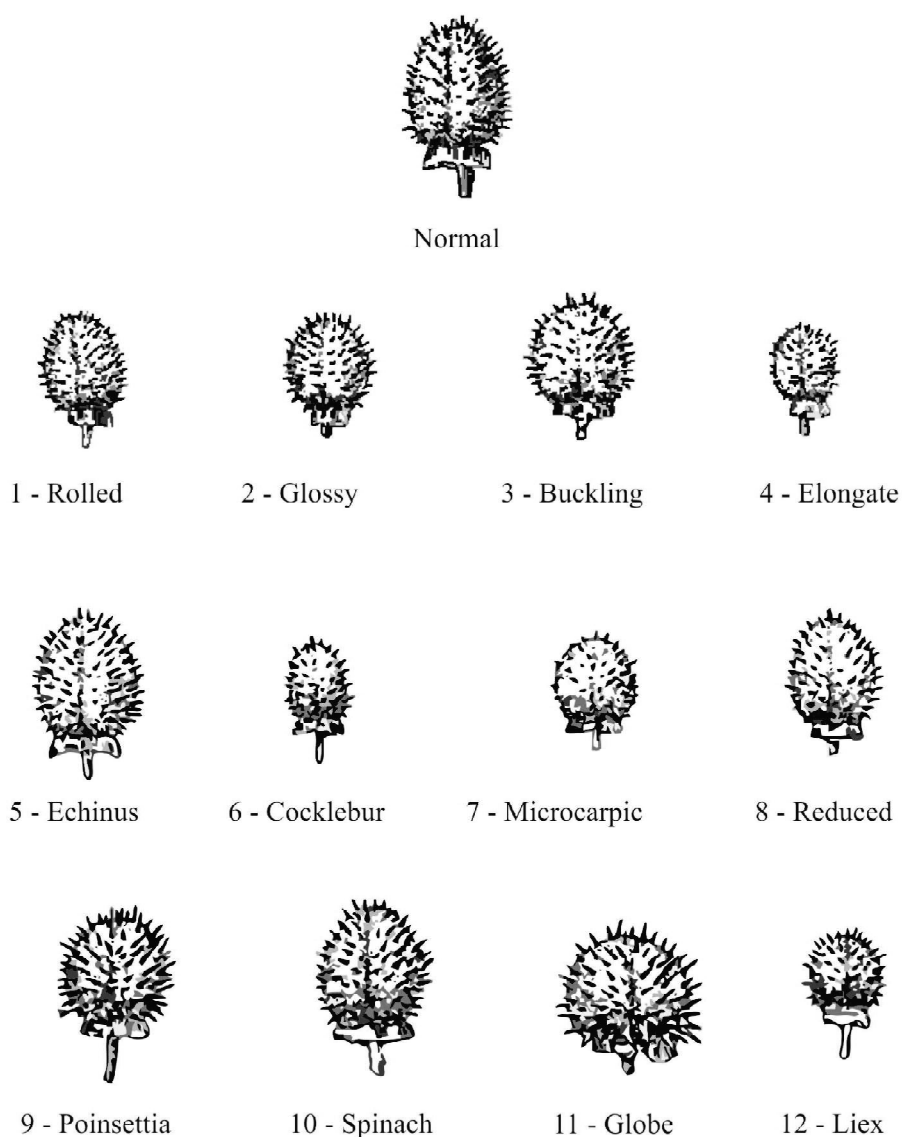 Normal
1 - Rolled
2 - Glossy
3 - Buckling
4 - Elongate
5 - Echinus
6 - Cocklebur
7 - Microcarpic
8 - Reduced
9 - Poinsettia
10 - Spinach
11 - Globe
12 - Liex